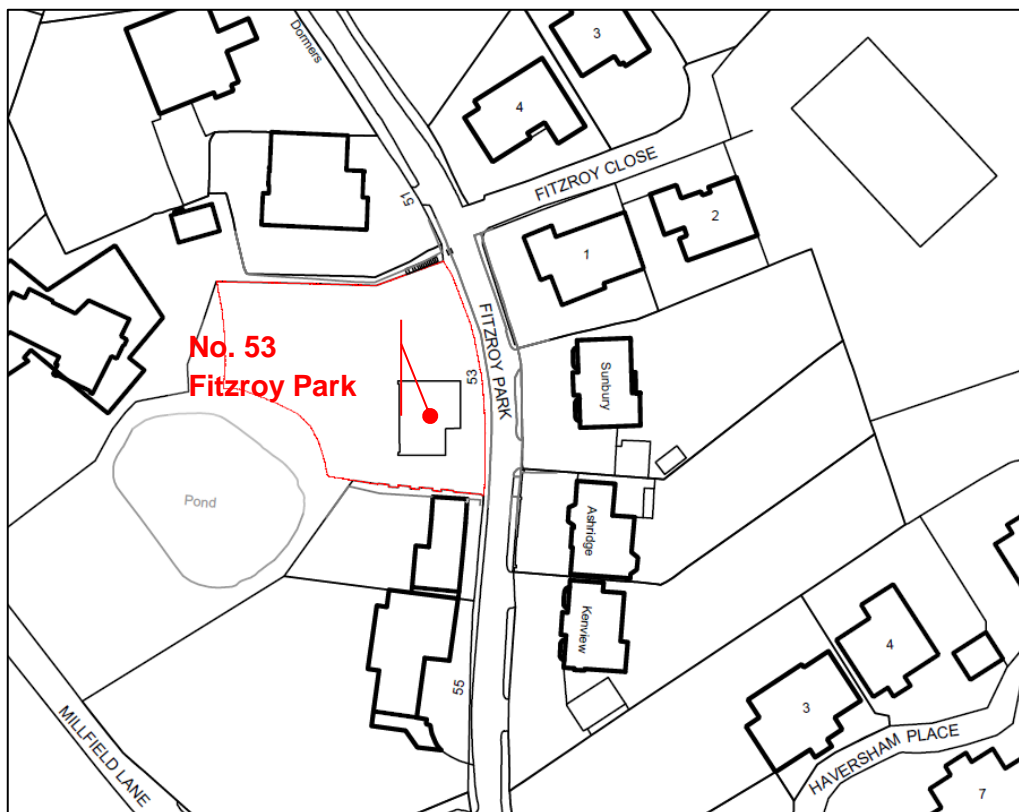 Dormers
3
4
FITZROY CLOSE
51
2
1
FITZROY PARK
No. 53
Fitzroy Park
53
Sunbury
Pond
Ashridge
Kenview
4
55
3
MILLFIELD LANE
HAVERSHAM PLACE
7